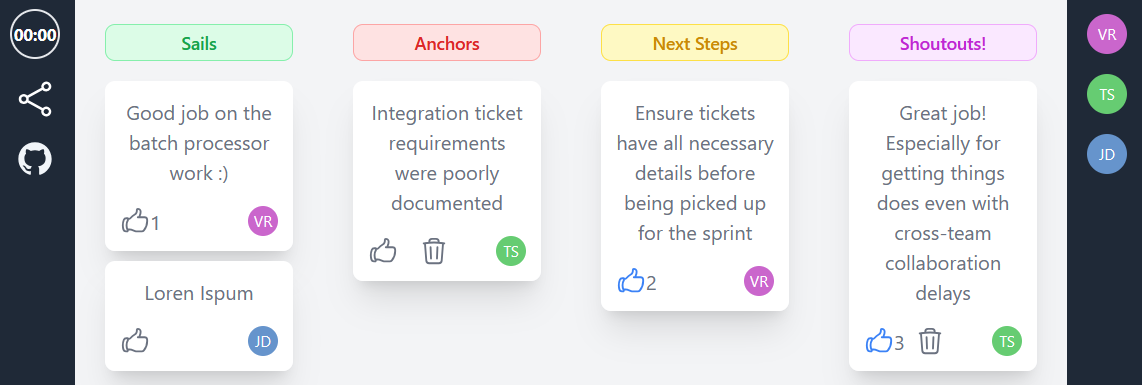 00:00
Sails
Anchors
Next Steps
Shoutouts!
VR
TS
JD
Good job on the
batch processor
work :)
1
VR
Loren Ispum
JD
Integration ticket
requirements
were poorly
documented
TS
Ensure tickets
have all necessary
details before
being picked up
for the sprint
2
VR
Great job!
Especially for
getting things
does even with
cross-team
collaboration
delays
3
TS